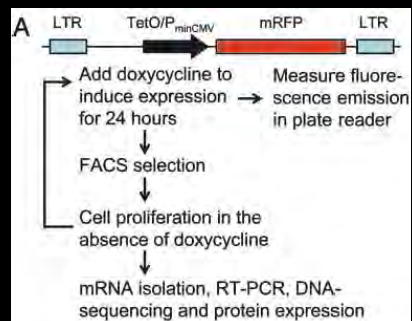 A
LTR TetO/PminCMV mRFP LTR
Add doxycycline to
induce expression
for 24 hours
Measure fluore-
scence emission
in plate reader
FACS selection
Cell proliferation in the
absence of doxycycline
mRNA isolation, RT-PCR, DNA-
sequencing and protein expression